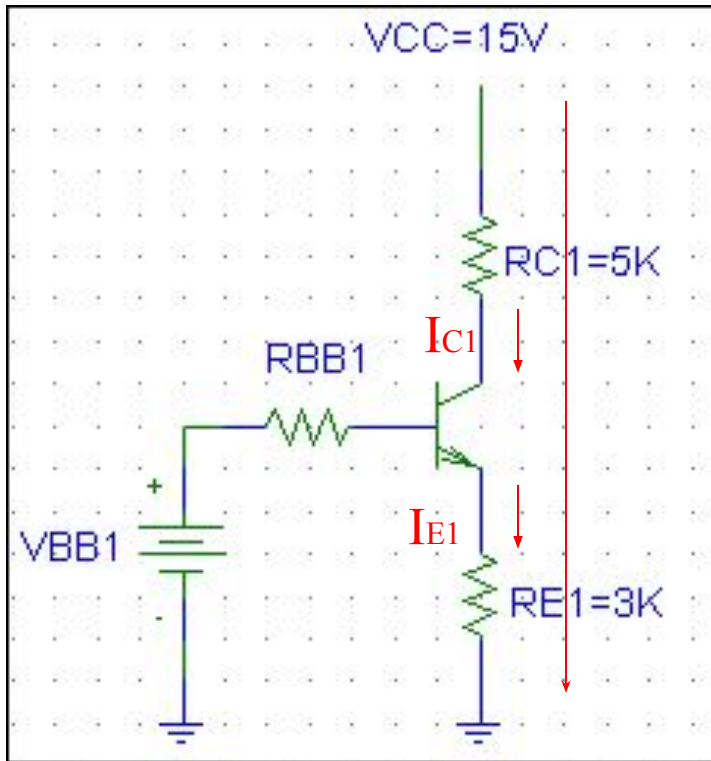 VCC=15V
RC1=5K
IC1
RBB1
+
IE1
VBB1
RE1=3K
-